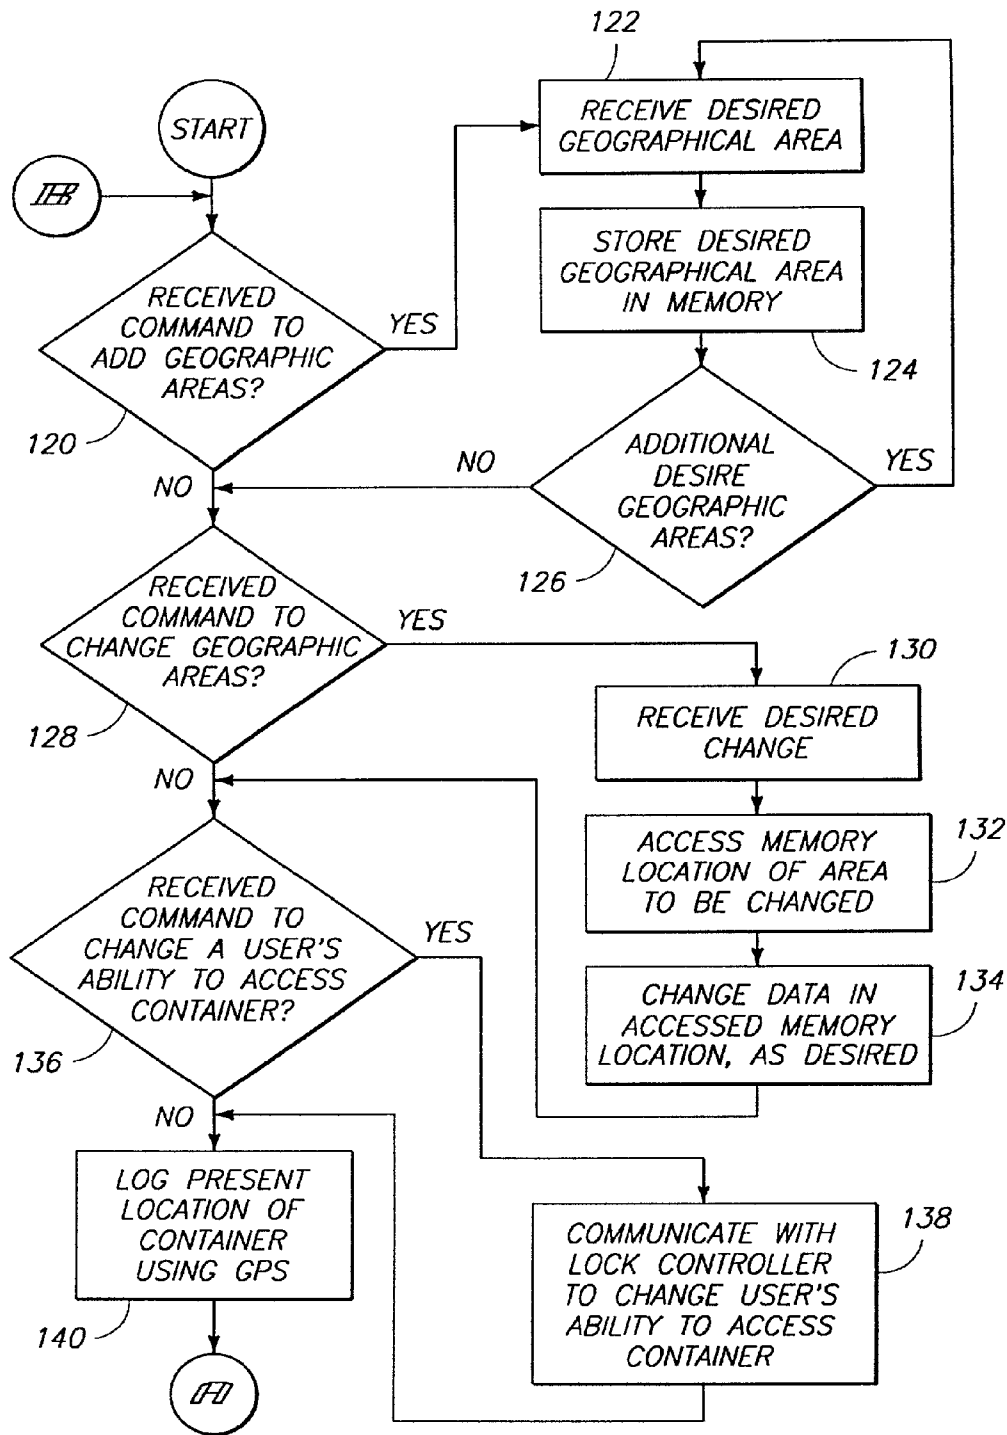 122
START
RECEIVE DESIRED
GEOGRAPHICAL AREA
STORE DESIRED
GEOGRAPHICAL AREA
IN MEMORY
124
RECEIVED
COMMAND TO
ADD GEOGRAPHIC
AREAS?
YES
120
NO
ADDITIONAL
DESIRE
GEOGRAPHIC
AREAS?
NO
YES
126
RECEIVED
COMMAND TO
CHANGE GEOGRAPHIC
AREAS?
YES
128
NO
130
RECEIVE DESIRED
CHANGE
132
ACCESS MEMORY
LOCATION OF AREA
TO BE CHANGED
134
CHANGE DATA IN
ACCESSED MEMORY
LOCATION, AS DESIRED
RECEIVED
COMMAND TO
CHANGE A USER'S
ABILITY TO ACCESS
CONTAINER?
YES
136
NO
138
COMMUNICATE WITH
LOCK CONTROLLER
TO CHANGE USER'S
ABILITY TO ACCESS
CONTAINER
LOG PRESENT
LOCATION OF
CONTAINER
USING GPS
140